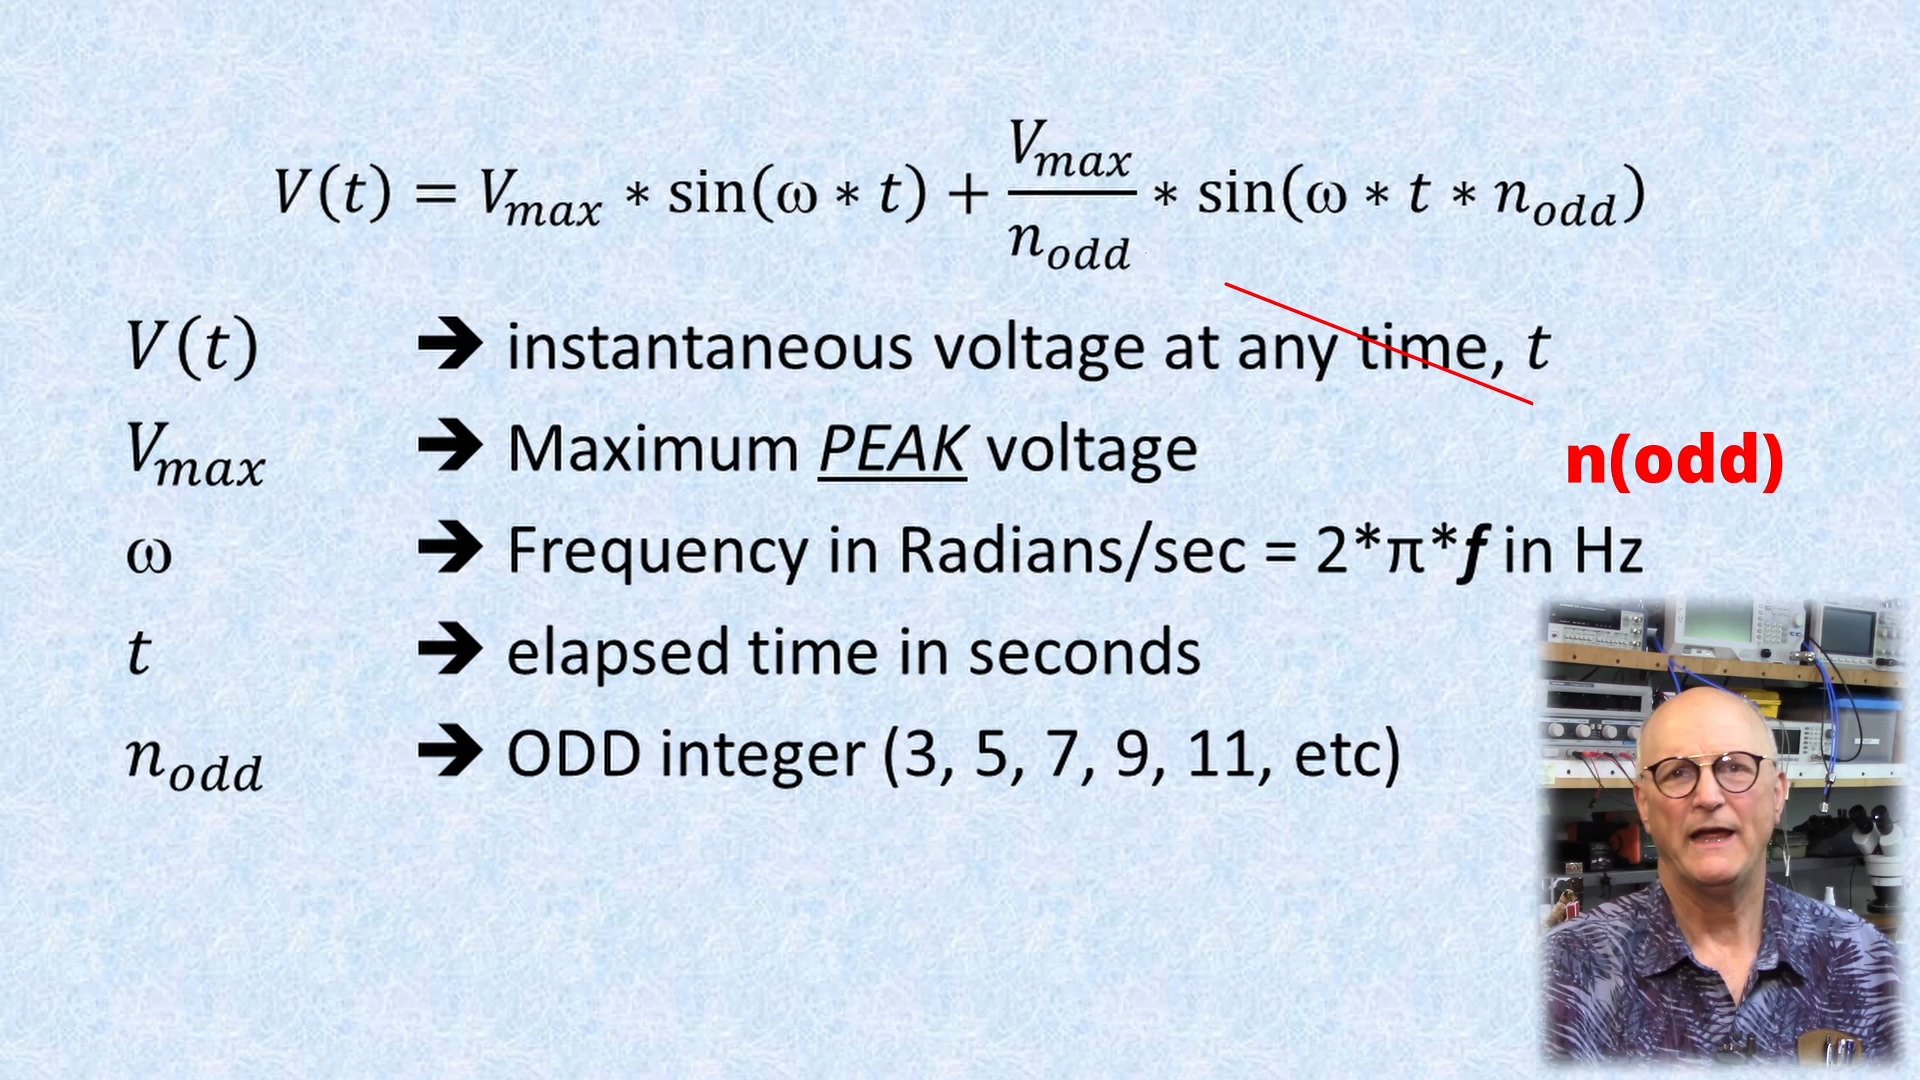 V(t) = Vmax * sin(ω * t) + Vmax/nodd * sin(ω * t * nodd)
V(t) → instantaneous voltage at any time, t
Vmax → Maximum PEAK voltage
n(odd)
ω → Frequency in Radians/sec = 2*π*f in Hz
t → elapsed time in seconds
nodd → ODD integer (3, 5, 7, 9, 11, etc)